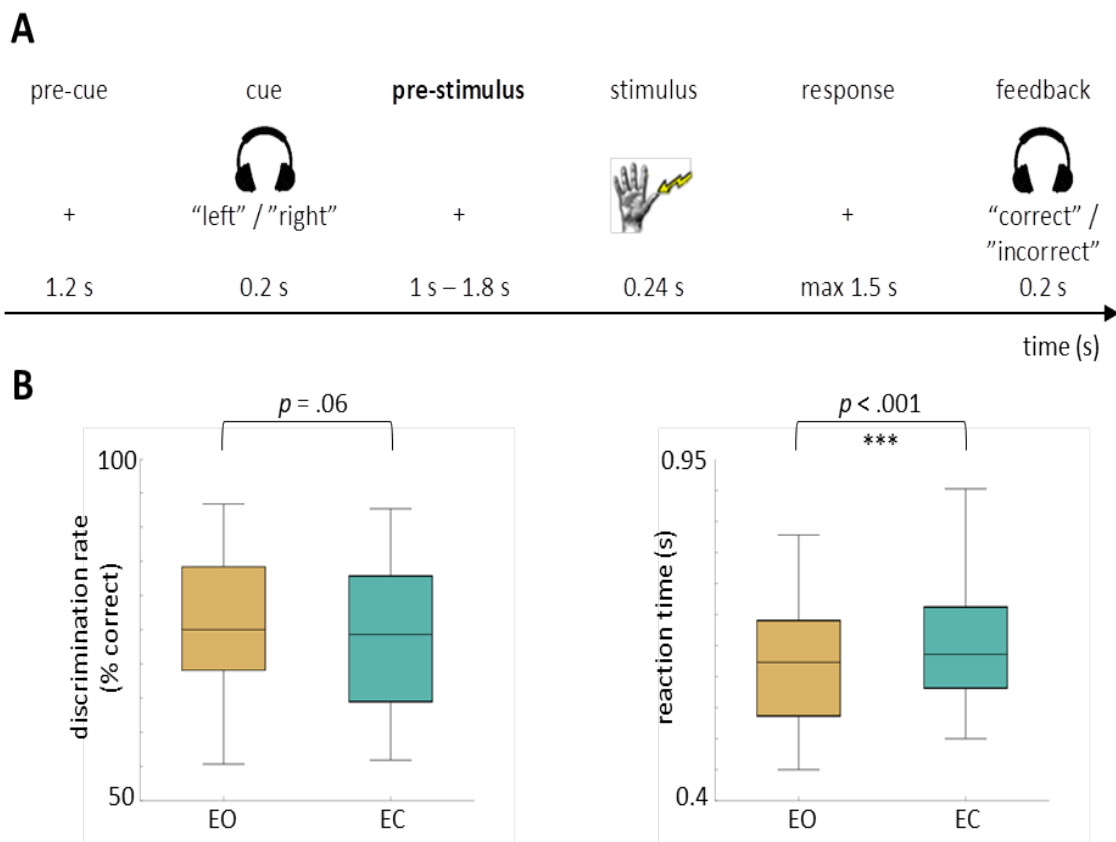 A
pre-cue cue pre-stimulus stimulus response feedback
+ “left” / ”right” + + “correct” /
”incorrect”
1.2 s 0.2 s 1 s – 1.8 s 0.24 s max 1.5 s 0.2 s
time (s)
B
p = .06
100
discrimination rate
(% correct)
50
EO EC
p < .001
***
0.95
reaction time (s)
0.4
EO EC